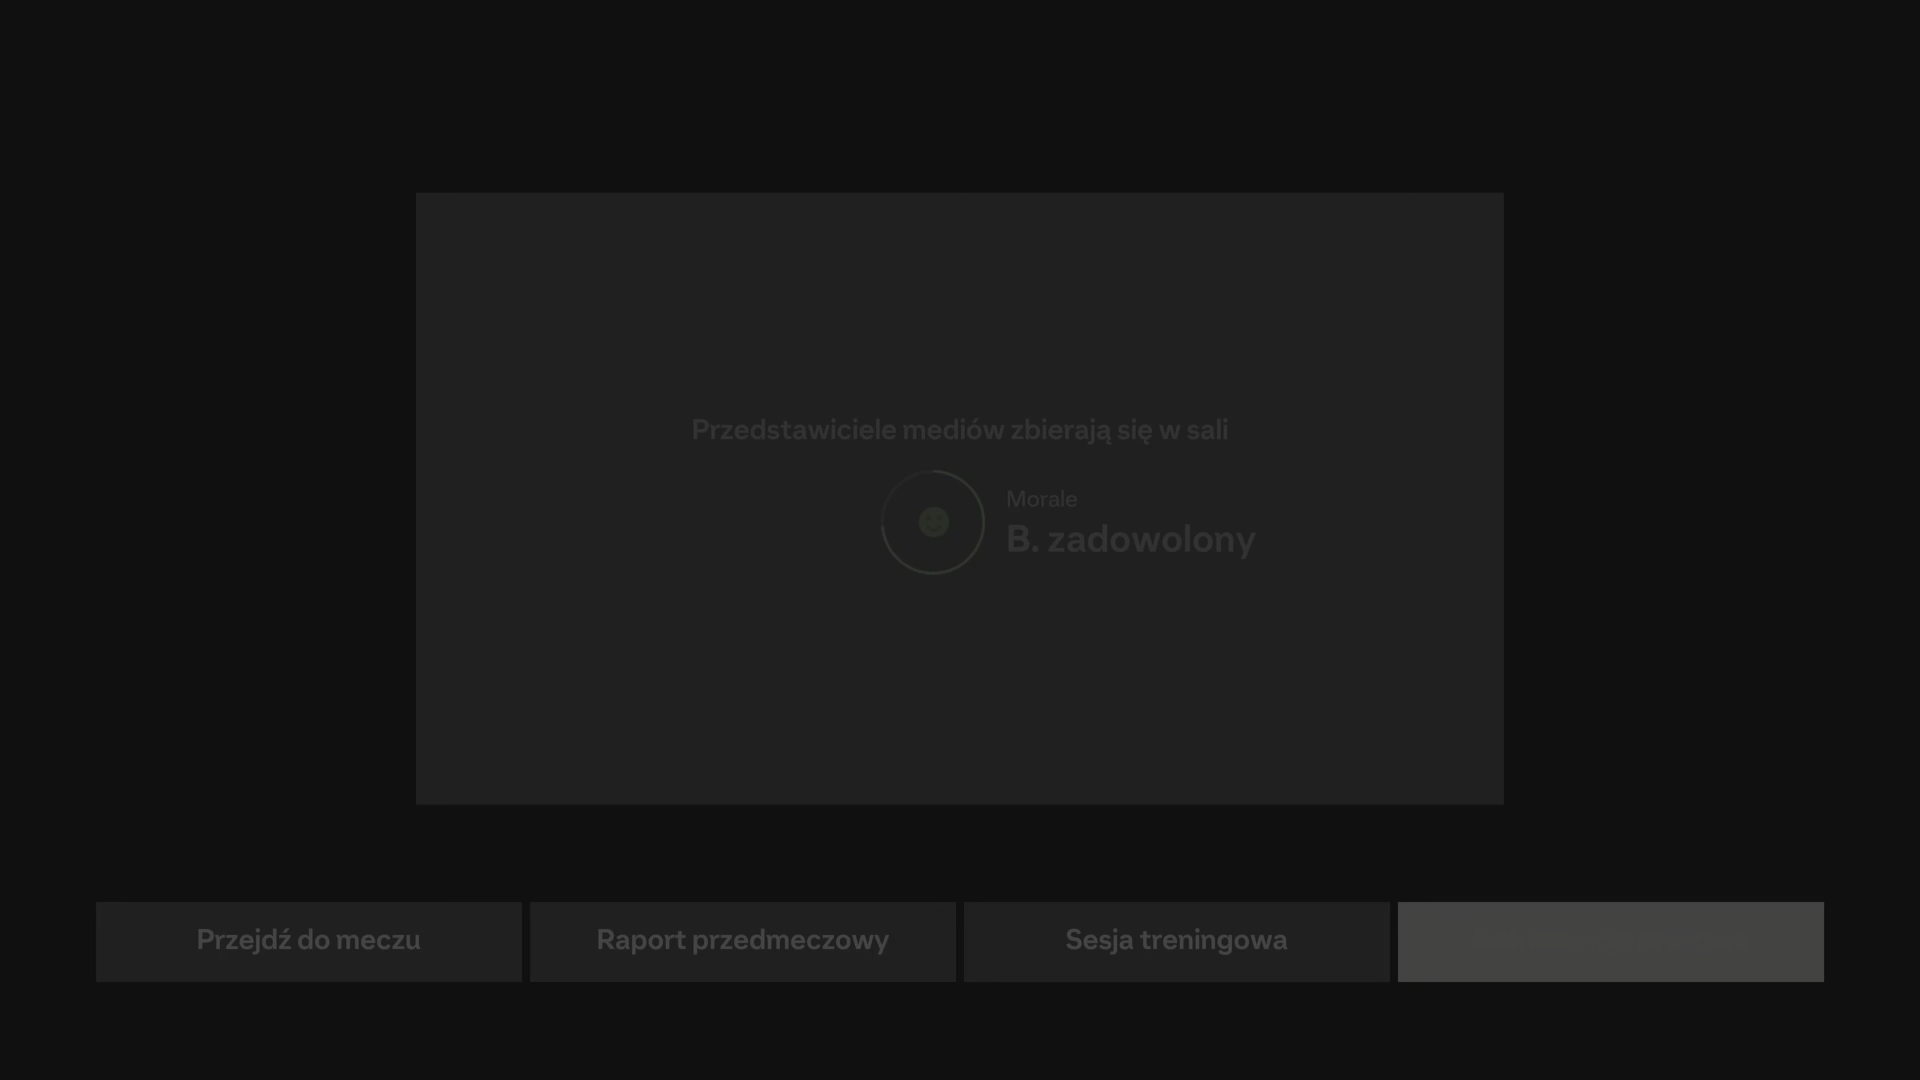 Przedstawiciele mediów zbierają się w sali
Morale
B. zadowolony
Przejdź do meczu
Raport przedmeczowy
Sesja treningowa